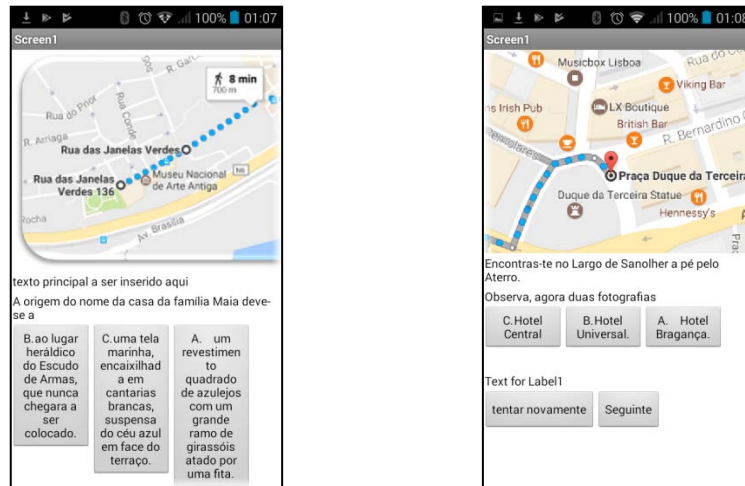 100% 01:07
Screen1
R. Gar
8 min
700 m
Rua do Prior
Rua Conde
R. Arriaga
Rua das Janelas Verdes
Rua das Janelas
Verdes 136
Museu Nacional
de Arte Antiga
N6
Rocha
Av. Brasília
texto principal a ser inserido aqui
A origem do nome da casa da família Maia deve-
se a
B.ao lugar
heráldico
do Escudo
de Armas,
que nunca
chegara a
ser
colocado.
C.uma tela
marinha,
encaixilhad
a em
cantarias
brancas,
suspensa
do céu azul
em face do
terraço.
A. um
revestimen
to
quadrado
de azulejos
com um
grande
ramo de
girassóis
atado por
uma fita.
100% 01:08
Screen1
Musicbox Lisboa
Rua do
Viking Bar
ns Irish Pub
LX Boutique
British Bar
R. Bernardino
Praça Duque da Terceira
Duque da Terceira Statue
Hennessy's
Encontras-te no Largo de Sanolher a pé pelo
Aterro.
Observa, agora duas fotografias
C.Hotel
Central
B.Hotel
Universal.
A. Hotel
Bragança.
Text for Label1
tentar novamente
Seguinte